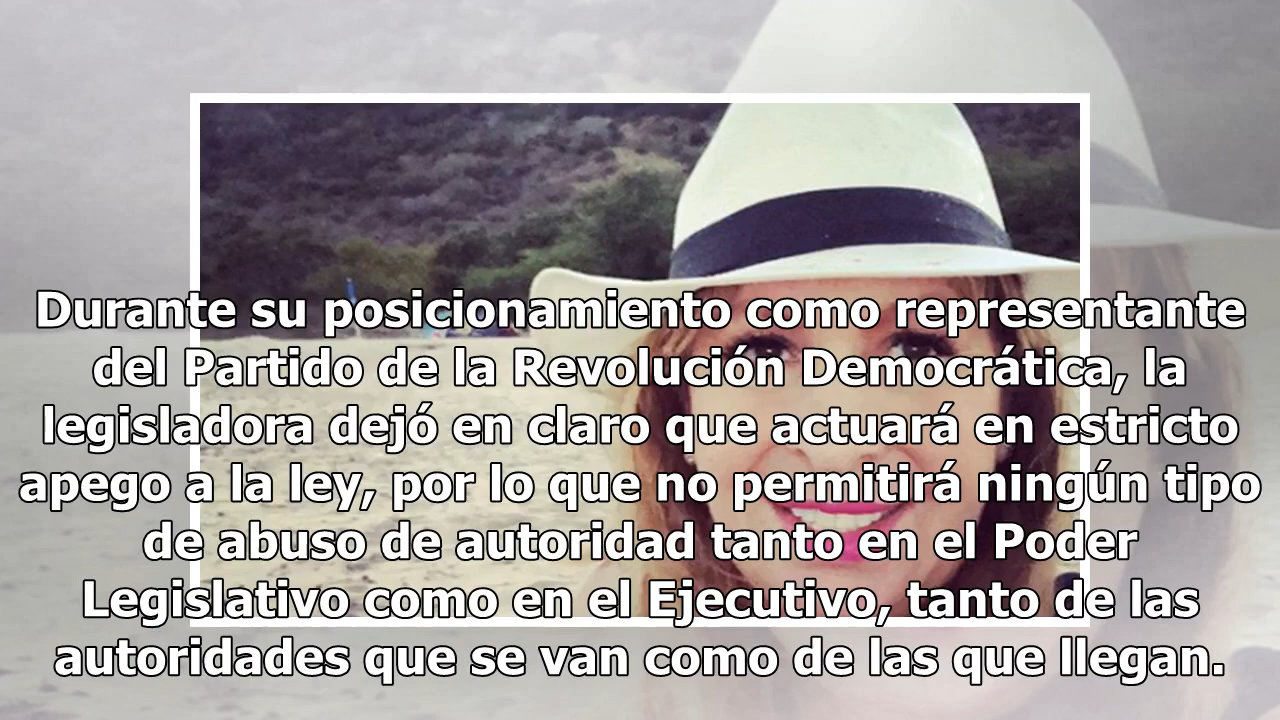 Durante su posicionamiento como representante
del Partido de la Revolución Democrática, la
legisladora dejó en claro que actuará en estricto
apego a la ley, por lo que no permitirá ningún tipo
de abuso de autoridad tanto en el Poder
Legislativo como en el Ejecutivo, tanto de las
autoridades que se van como de las que llegan.